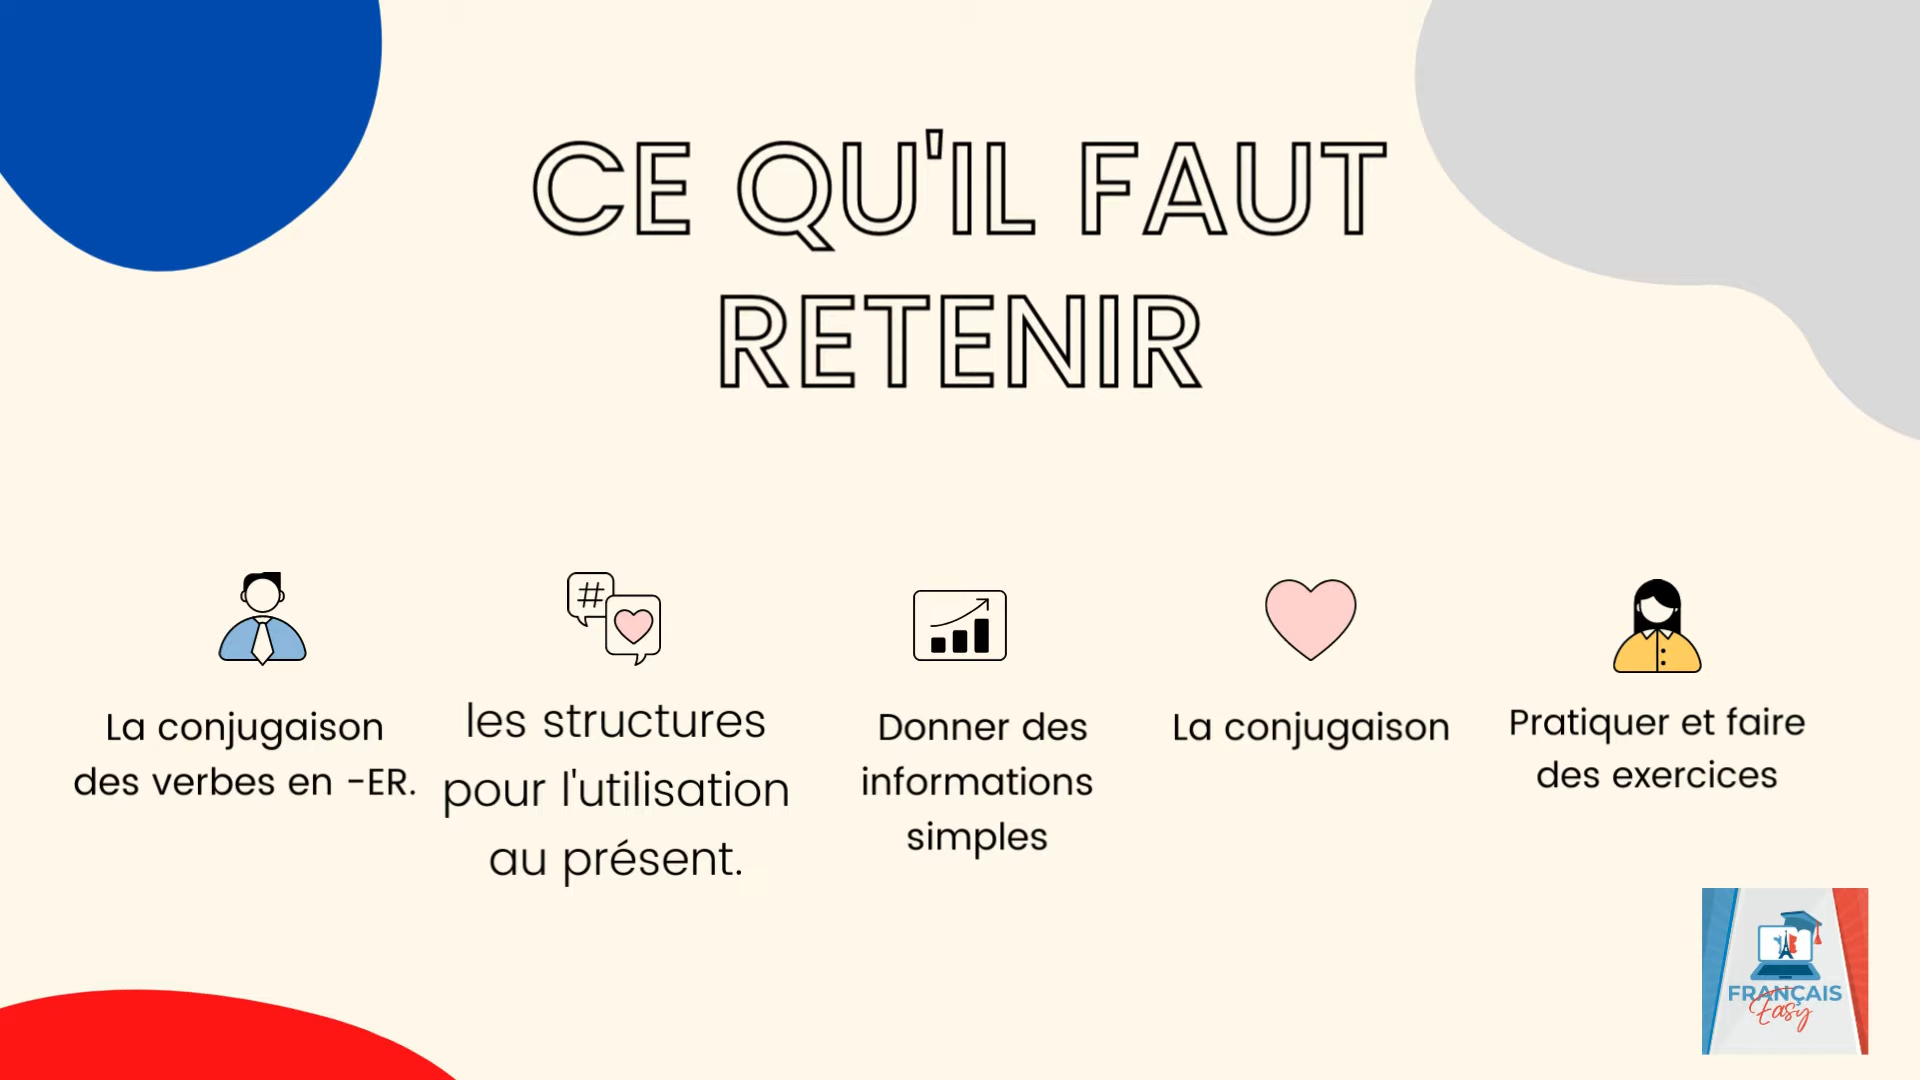 CE QU'IL FAUT
RETENIR
#
La conjugaison
des verbes en -ER.
les structures
pour l'utilisation
au présent.
Donner des
informations
simples
La conjugaison
Pratiquer et faire
des exercices
FRANÇAIS
Easy